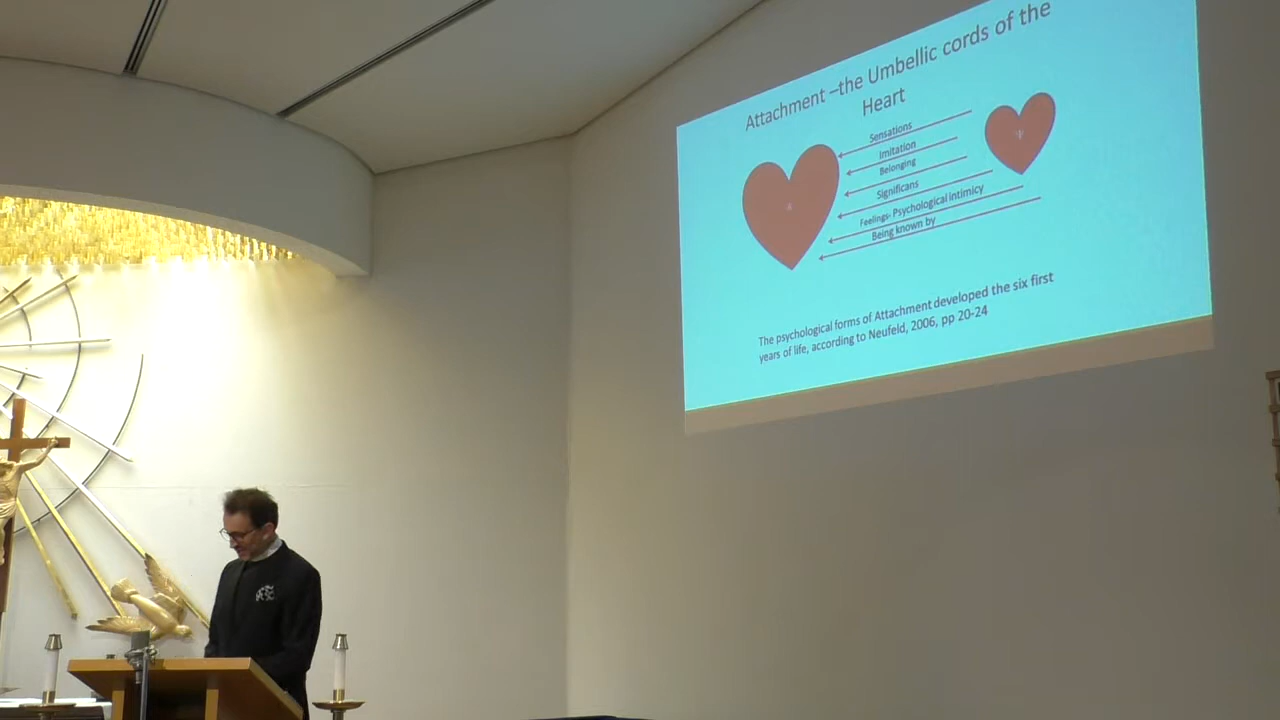 Attachment –the Umbellic cords of the
Heart
Sensations
Imitation
Belonging
Significans
Feelings- Psychological intimicy
Being known by
The psychological forms of Attachment developed the six first
years of life, according to Neufeld, 2006, pp 20-24